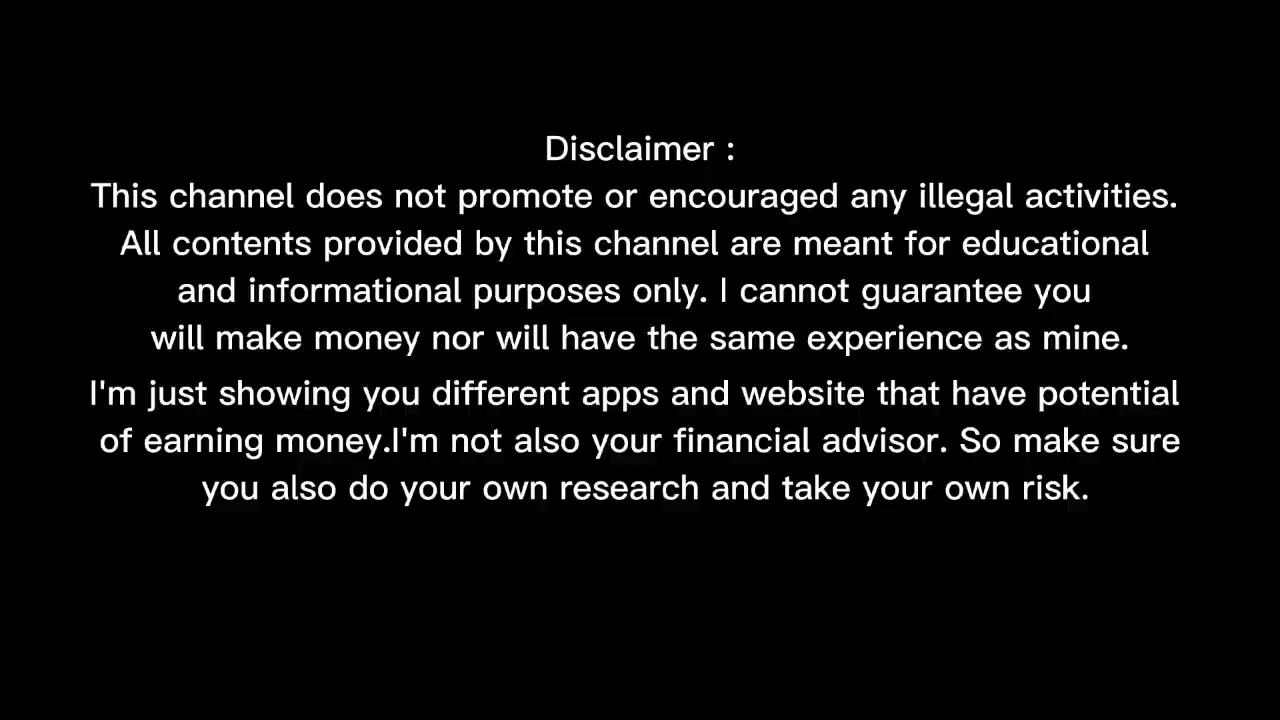 Disclaimer :
This channel does not promote or encouraged any illegal activities.
All contents provided by this channel are meant for educational
and informational purposes only. I cannot guarantee you
will make money nor will have the same experience as mine.
I'm just showing you different apps and website that have potential
of earning money.I'm not also your financial advisor. So make sure
you also do your own research and take your own risk.